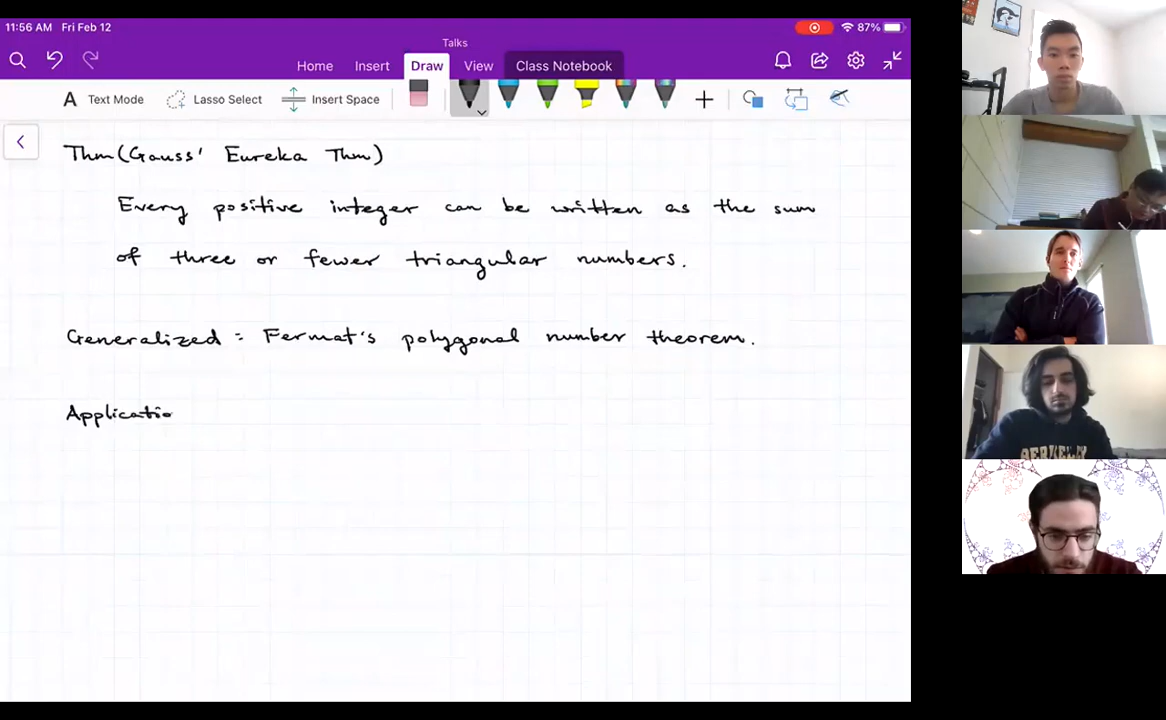 11:56 AM Fri Feb 12
87%
Talks
Home Insert Draw View Class Notebook
Text Mode Lasso Select Insert Space
Thm (Gauss' Eureka Thm)
Every positive integer can be written as the sum
of three or fewer triangular numbers.
Generalized : Fermat's polygonal number theorem.
Applicatio
BERKELEY